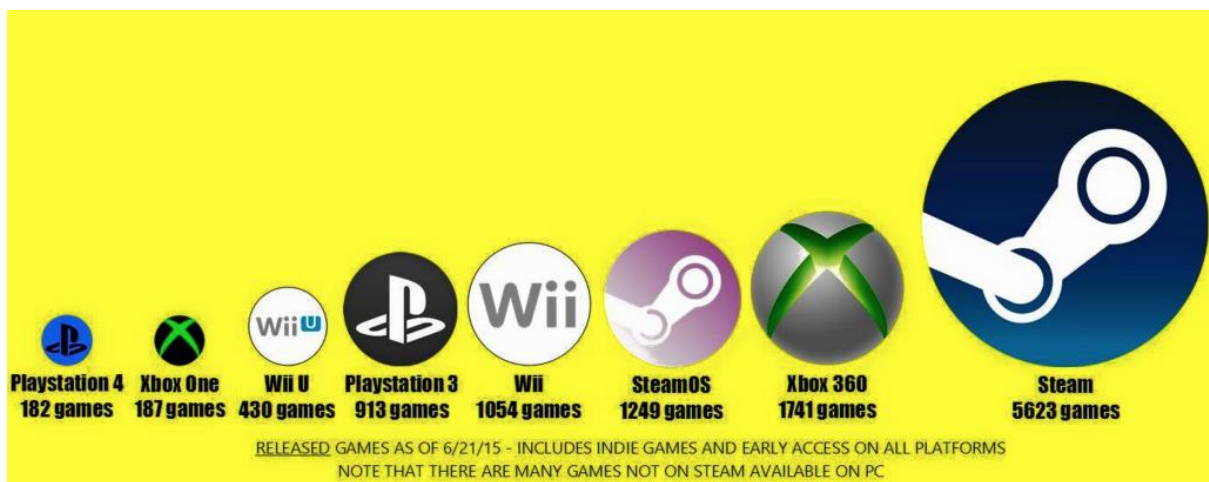 Wii U
Wii
Playstation 4
182 games
Xbox One
187 games
Wii U
430 games
Playstation 3
913 games
Wii
1054 games
SteamOS
1249 games
Xbox 360
1741 games
Steam
5623 games
RELEASED GAMES AS OF 6/21/15 - INCLUDES INDIE GAMES AND EARLY ACCESS ON ALL PLATFORMS
NOTE THAT THERE ARE MANY GAMES NOT ON STEAM AVAILABLE ON PC